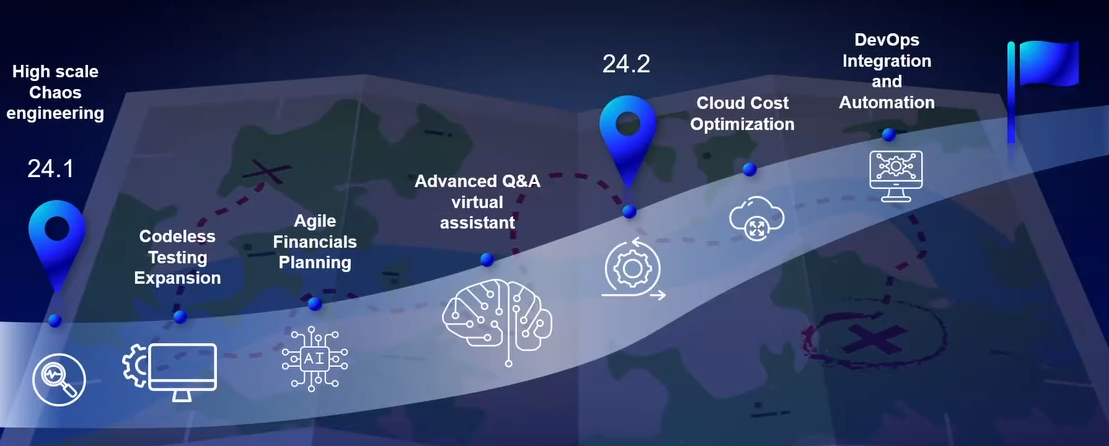 High scale
Chaos
engineering
24.1
Codeless
Testing
Expansion
Agile
Financials
Planning
AI
Advanced Q&A
virtual
assistant
24.2
Cloud Cost
Optimization
DevOps
Integration
and
Automation